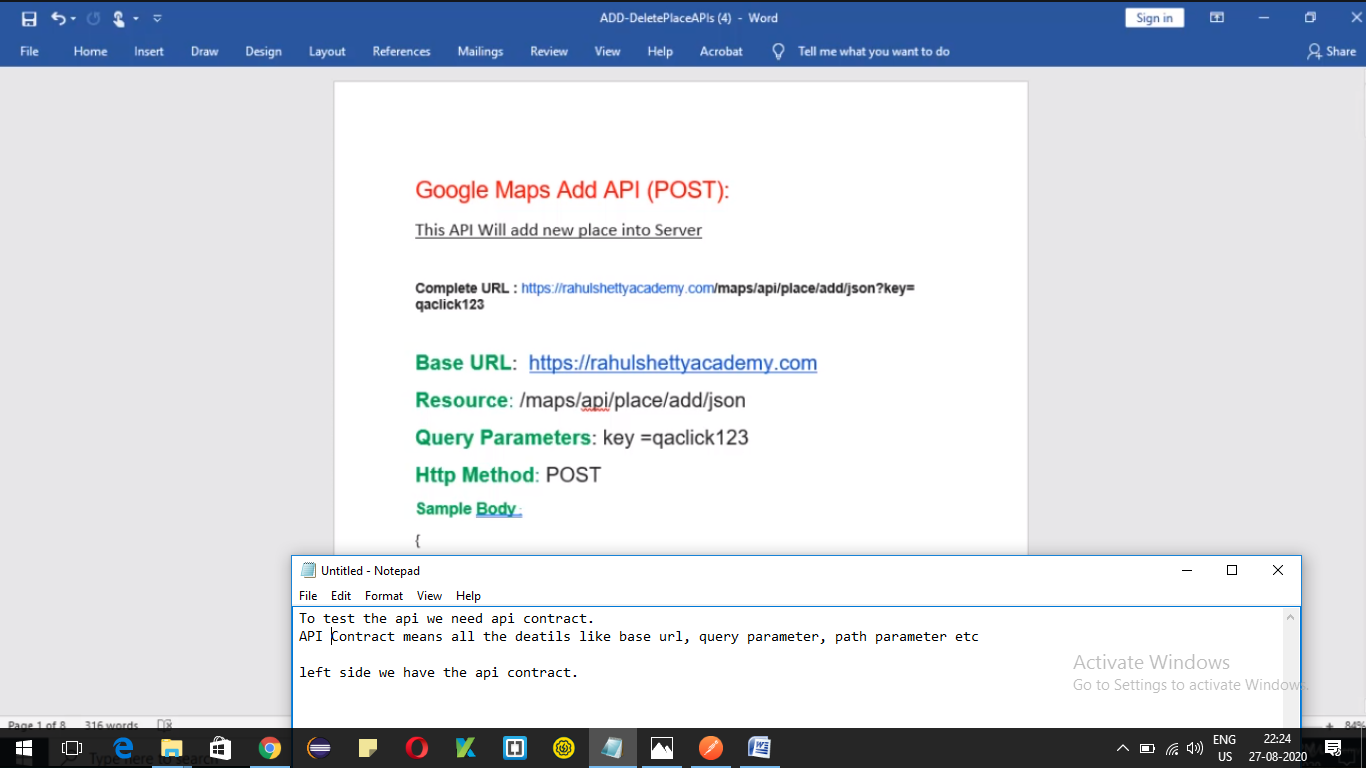 ADD-DeletePlaceAPIs (4) - Word
Sign in
File Home Insert Draw Design Layout References Mailings Review View Help Acrobat Tell me what you want to do Share
Google Maps Add API (POST):
This API Will add new place into Server
Complete URL : https://rahulshettyacademy.com/maps/api/place/add/json?key=
qaclick123
Base URL: https://rahulshettyacademy.com
Resource: /maps/api/place/add/json
Query Parameters: key =qaclick123
Http Method: POST
Sample Body :
{
Untitled - Notepad
File Edit Format View Help
To test the api we need api contract.
API Contract means all the deatils like base url, query parameter, path parameter etc
left side we have the api contract.
Activate Windows
Go to Settings to activate Windows.
Page 1 of 8 316 words 84%
Type here to search
ENG 22:24
US 27-08-2020